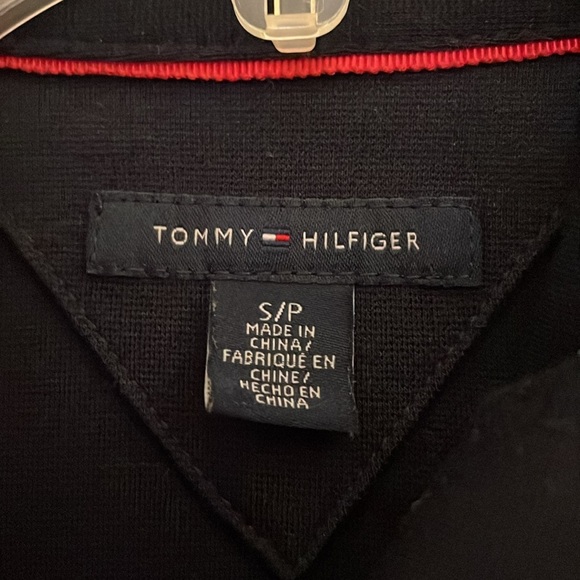 TOMMY HILFIGER
S/P
MADE IN
CHINA/
FABRIQUÉ EN
CHINE/
HECHO EN
CHINA